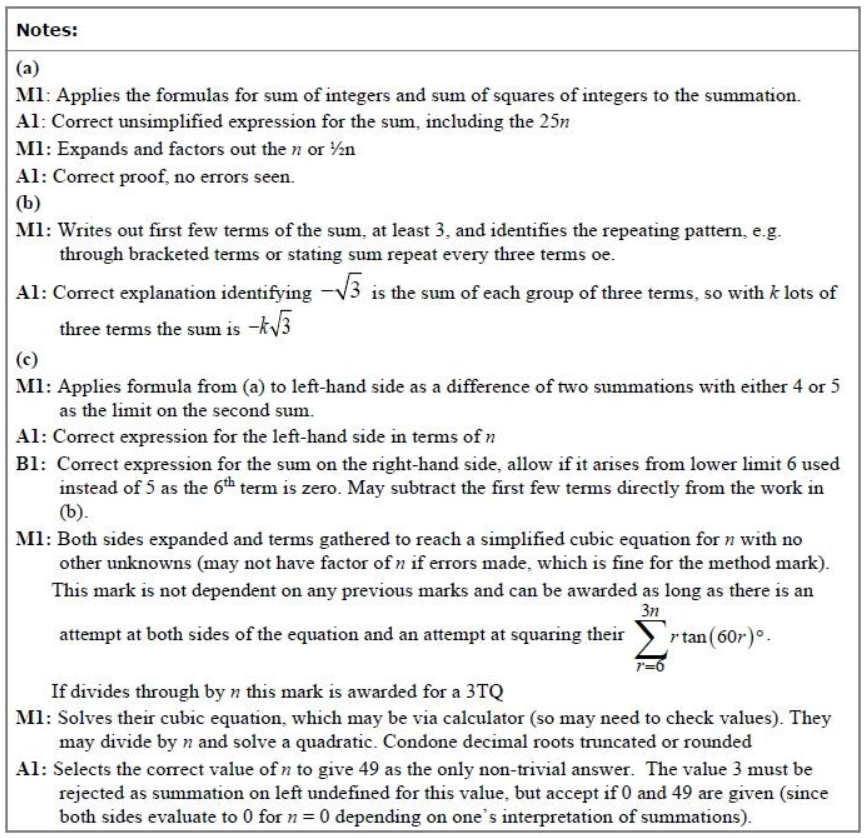 Notes:
(a)
M1: Applies the formulas for sum of integers and sum of squares of integers to the summation.
A1: Correct unsimplified expression for the sum, including the 25n
M1: Expands and factors out the n or ½n
A1: Correct proof, no errors seen.
(b)
M1: Writes out first few terms of the sum, at least 3, and identifies the repeating pattern, e.g.
through bracketed terms or stating sum repeat every three terms oe.
A1: Correct explanation identifying −√3 is the sum of each group of three terms, so with k lots of
three terms the sum is −k√3
(c)
M1: Applies formula from (a) to left-hand side as a difference of two summations with either 4 or 5
as the limit on the second sum.
A1: Correct expression for the left-hand side in terms of n
B1: Correct expression for the sum on the right-hand side, allow if it arises from lower limit 6 used
instead of 5 as the 6th term is zero. May subtract the first few terms directly from the work in
(b).
M1: Both sides expanded and terms gathered to reach a simplified cubic equation for n with no
other unknowns (may not have factor of n if errors made, which is fine for the method mark).
This mark is not dependent on any previous marks and can be awarded as long as there is an
attempt at both sides of the equation and an attempt at squaring their 3n ∑ r=6 r tan(60r)°.
If divides through by n this mark is awarded for a 3TQ
M1: Solves their cubic equation, which may be via calculator (so may need to check values). They
may divide by n and solve a quadratic. Condone decimal roots truncated or rounded
A1: Selects the correct value of n to give 49 as the only non-trivial answer. The value 3 must be
rejected as summation on left undefined for this value, but accept if 0 and 49 are given (since
both sides evaluate to 0 for n = 0 depending on one's interpretation of summations).